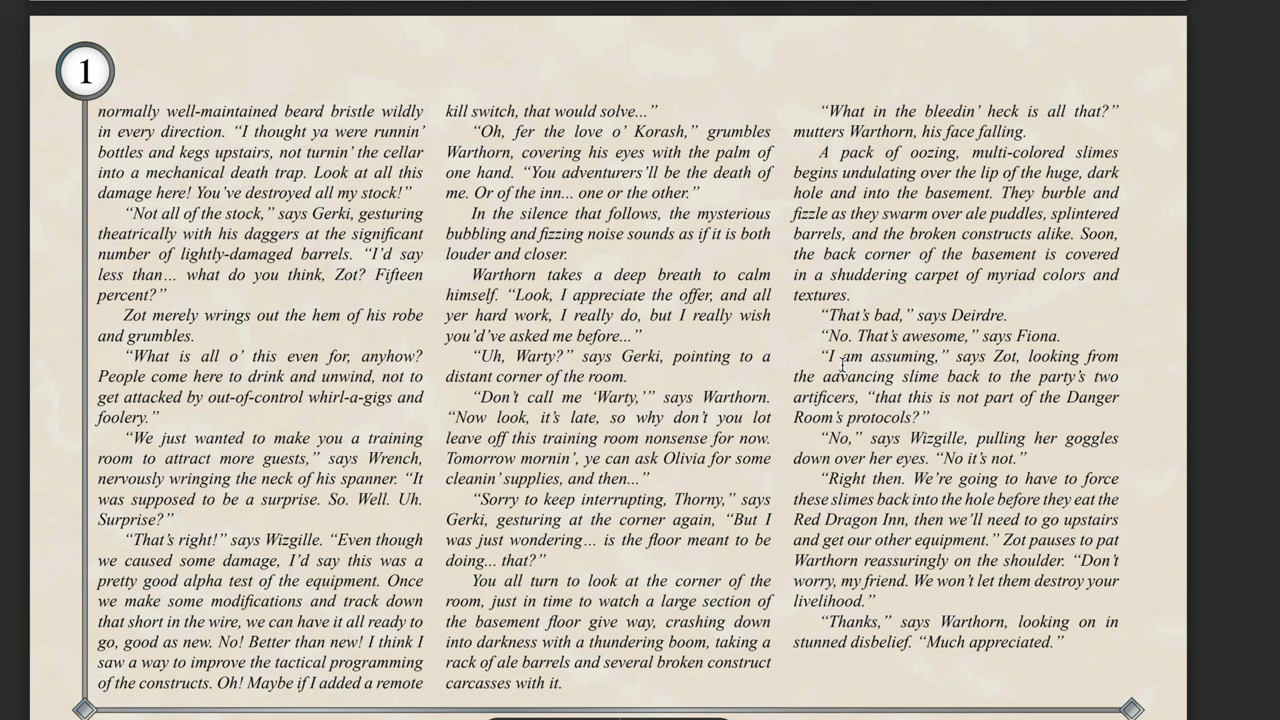 1
normally well-maintained beard bristle wildly
in every direction. “I thought ya were runnin’
bottles and kegs upstairs, not turnin’ the cellar
into a mechanical death trap. Look at all this
damage here! You’ve destroyed all my stock!”
“Not all of the stock,” says Gerki, gesturing
theatrically with his daggers at the significant
number of lightly-damaged barrels. “I’d say
less than... what do you think, Zot? Fifteen
percent?”
Zot merely wrings out the hem of his robe
and grumbles.
“What is all o’ this even for, anyhow?
People come here to drink and unwind, not to
get attacked by out-of-control whirl-a-gigs and
foolery.”
“We just wanted to make you a training
room to attract more guests,” says Wrench,
nervously wringing the neck of his spanner. “It
was supposed to be a surprise. So. Well. Uh.
Surprise?”
“That’s right!” says Wizgille. “Even though
we caused some damage, I’d say this was a
pretty good alpha test of the equipment. Once
we make some modifications and track down
that short in the wire, we can have it all ready to
go, good as new. No! Better than new! I think I
saw a way to improve the tactical programming
of the constructs. Oh! Maybe if I added a remote
kill switch, that would solve...”
“Oh, fer the love o’ Korash,” grumbles
Warthorn, covering his eyes with the palm of
one hand. “You adventurers’ll be the death of
me. Or of the inn... one or the other.”
In the silence that follows, the mysterious
bubbling and fizzing noise sounds as if it is both
louder and closer.
Warthorn takes a deep breath to calm
himself. “Look, I appreciate the offer, and all
yer hard work, I really do, but I really wish
you’d’ve asked me before...”
“Uh, Warty?” says Gerki, pointing to a
distant corner of the room.
“Don’t call me ‘Warty,’” says Warthorn.
“Now look, it’s late, so why don’t you lot
leave off this training room nonsense for now.
Tomorrow mornin’, ye can ask Olivia for some
cleanin’ supplies, and then...”
“Sorry to keep interrupting, Thorny,” says
Gerki, gesturing at the corner again, “But I
was just wondering... is the floor meant to be
doing... that?”
You all turn to look at the corner of the
room, just in time to watch a large section of
the basement floor give way, crashing down
into darkness with a thundering boom, taking a
rack of ale barrels and several broken construct
carcasses with it.
“What in the bleedin’ heck is all that?”
mutters Warthorn, his face falling.
A pack of oozing, multi-colored slimes
begins undulating over the lip of the huge, dark
hole and into the basement. They burble and
fizzle as they swarm over ale puddles, splintered
barrels, and the broken constructs alike. Soon,
the back corner of the basement is covered
in a shuddering carpet of myriad colors and
textures.
“That’s bad,” says Deirdre.
“No. That’s awesome,” says Fiona.
“I am assuming,” says Zot, looking from
the advancing slime back to the party’s two
artificers, “that this is not part of the Danger
Room’s protocols?”
“No,” says Wizgille, pulling her goggles
down over her eyes. “No it’s not.”
“Right then. We’re going to have to force
these slimes back into the hole before they eat the
Red Dragon Inn, then we’ll need to go upstairs
and get our other equipment.” Zot pauses to pat
Warthorn reassuringly on the shoulder. “Don’t
worry, my friend. We won’t let them destroy your
livelihood.”
“Thanks,” says Warthorn, looking on in
stunned disbelief. “Much appreciated.”